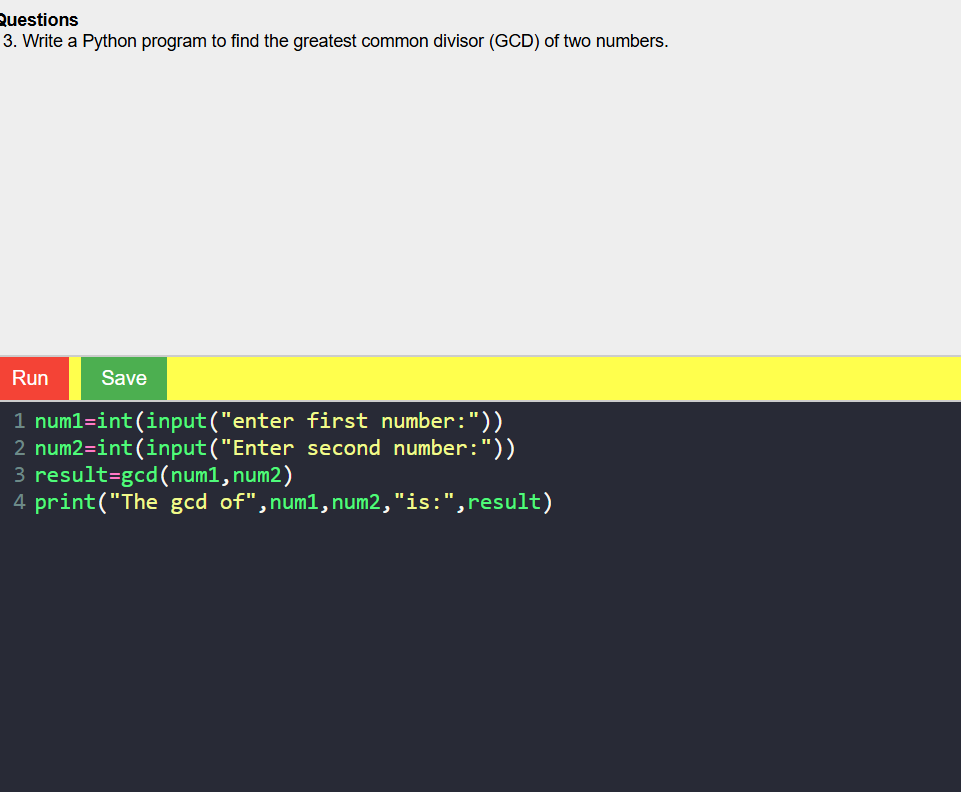 Questions
3. Write a Python program to find the greatest common divisor (GCD) of two numbers.
Run Save
1 num1=int(input("enter first number:"))
2 num2=int(input("Enter second number:"))
3 result=gcd(num1,num2)
4 print("The gcd of",num1,num2,"is:",result)